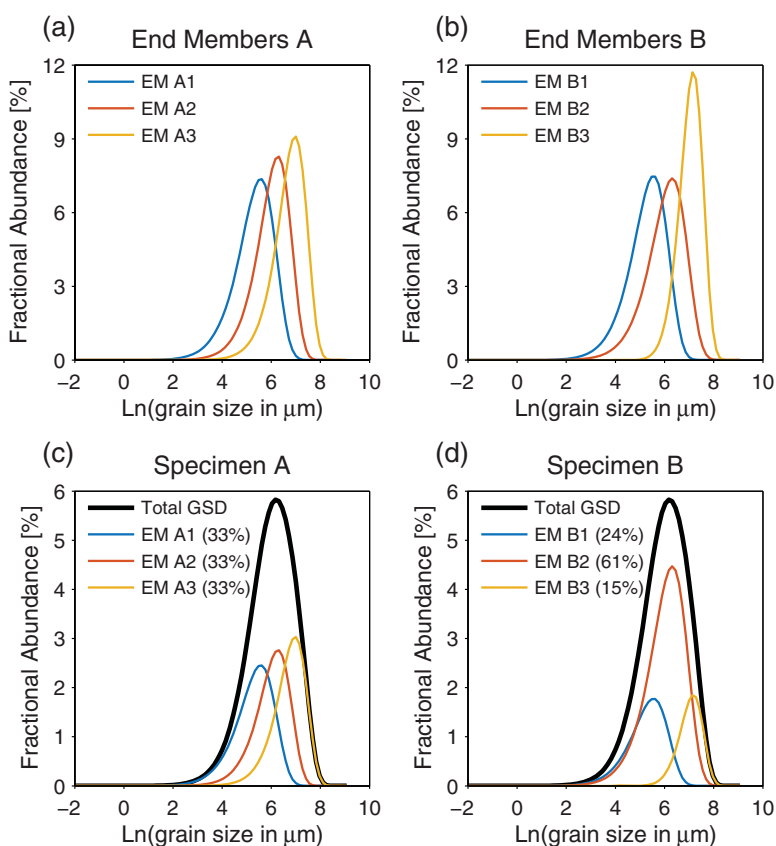 (a)
End Members A
Fractional Abundance [%]
12
9
6
3
0
EM A1
EM A2
EM A3
−2 0 2 4 6 8 10
Ln(grain size in μm)
(b)
End Members B
Fractional Abundance [%]
12
9
6
3
0
EM B1
EM B2
EM B3
−2 0 2 4 6 8 10
Ln(grain size in μm)
(c)
Specimen A
Fractional Abundance [%]
6
5
4
3
2
1
0
Total GSD
EM A1 (33%)
EM A2 (33%)
EM A3 (33%)
−2 0 2 4 6 8 10
Ln(grain size in μm)
(d)
Specimen B
Fractional Abundance [%]
6
5
4
3
2
1
0
Total GSD
EM B1 (24%)
EM B2 (61%)
EM B3 (15%)
−2 0 2 4 6 8 10
Ln(grain size in μm)